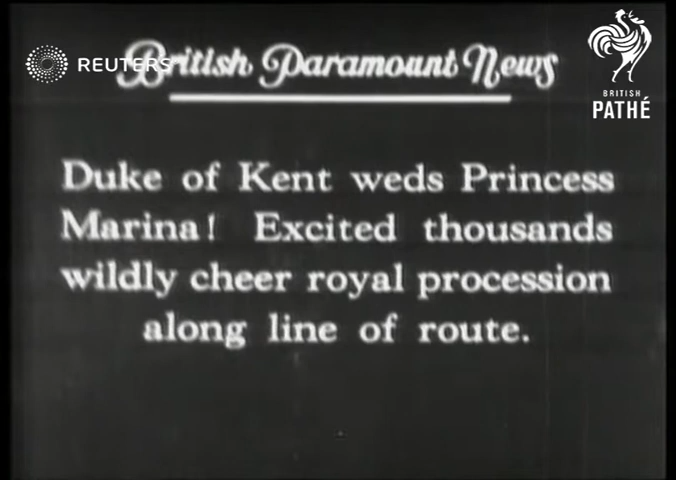 REUTERS
British Paramount News
BRITISH
PATHÉ
Duke of Kent weds Princess
Marina! Excited thousands
wildly cheer royal procession
along line of route.